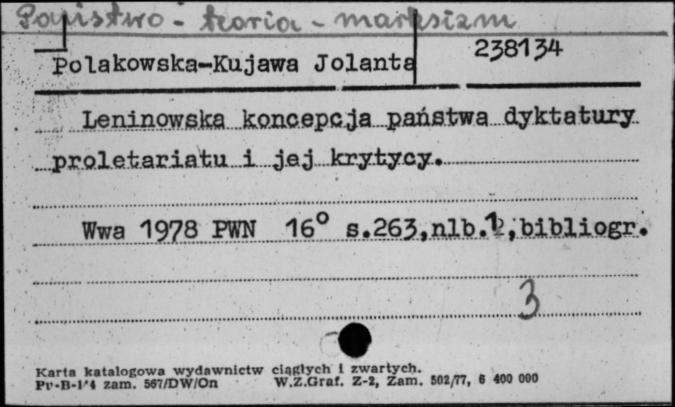 Państwo - teoria - marksizm
Polakowska-Kujawa Jolanta 238134
Leninowska koncepcja państwa dyktatury
proletariatu i jej krytycy.
Wwa 1978 PWN 16° s.263,nlb.1,bibliogr.
3
Karta katalogowa wydawnictw ciągłych i zwartych.
Pu-B-1/4 zam. 567/DW/On W.Z.Graf. Z-2, Zam. 502/77, 6 400 000